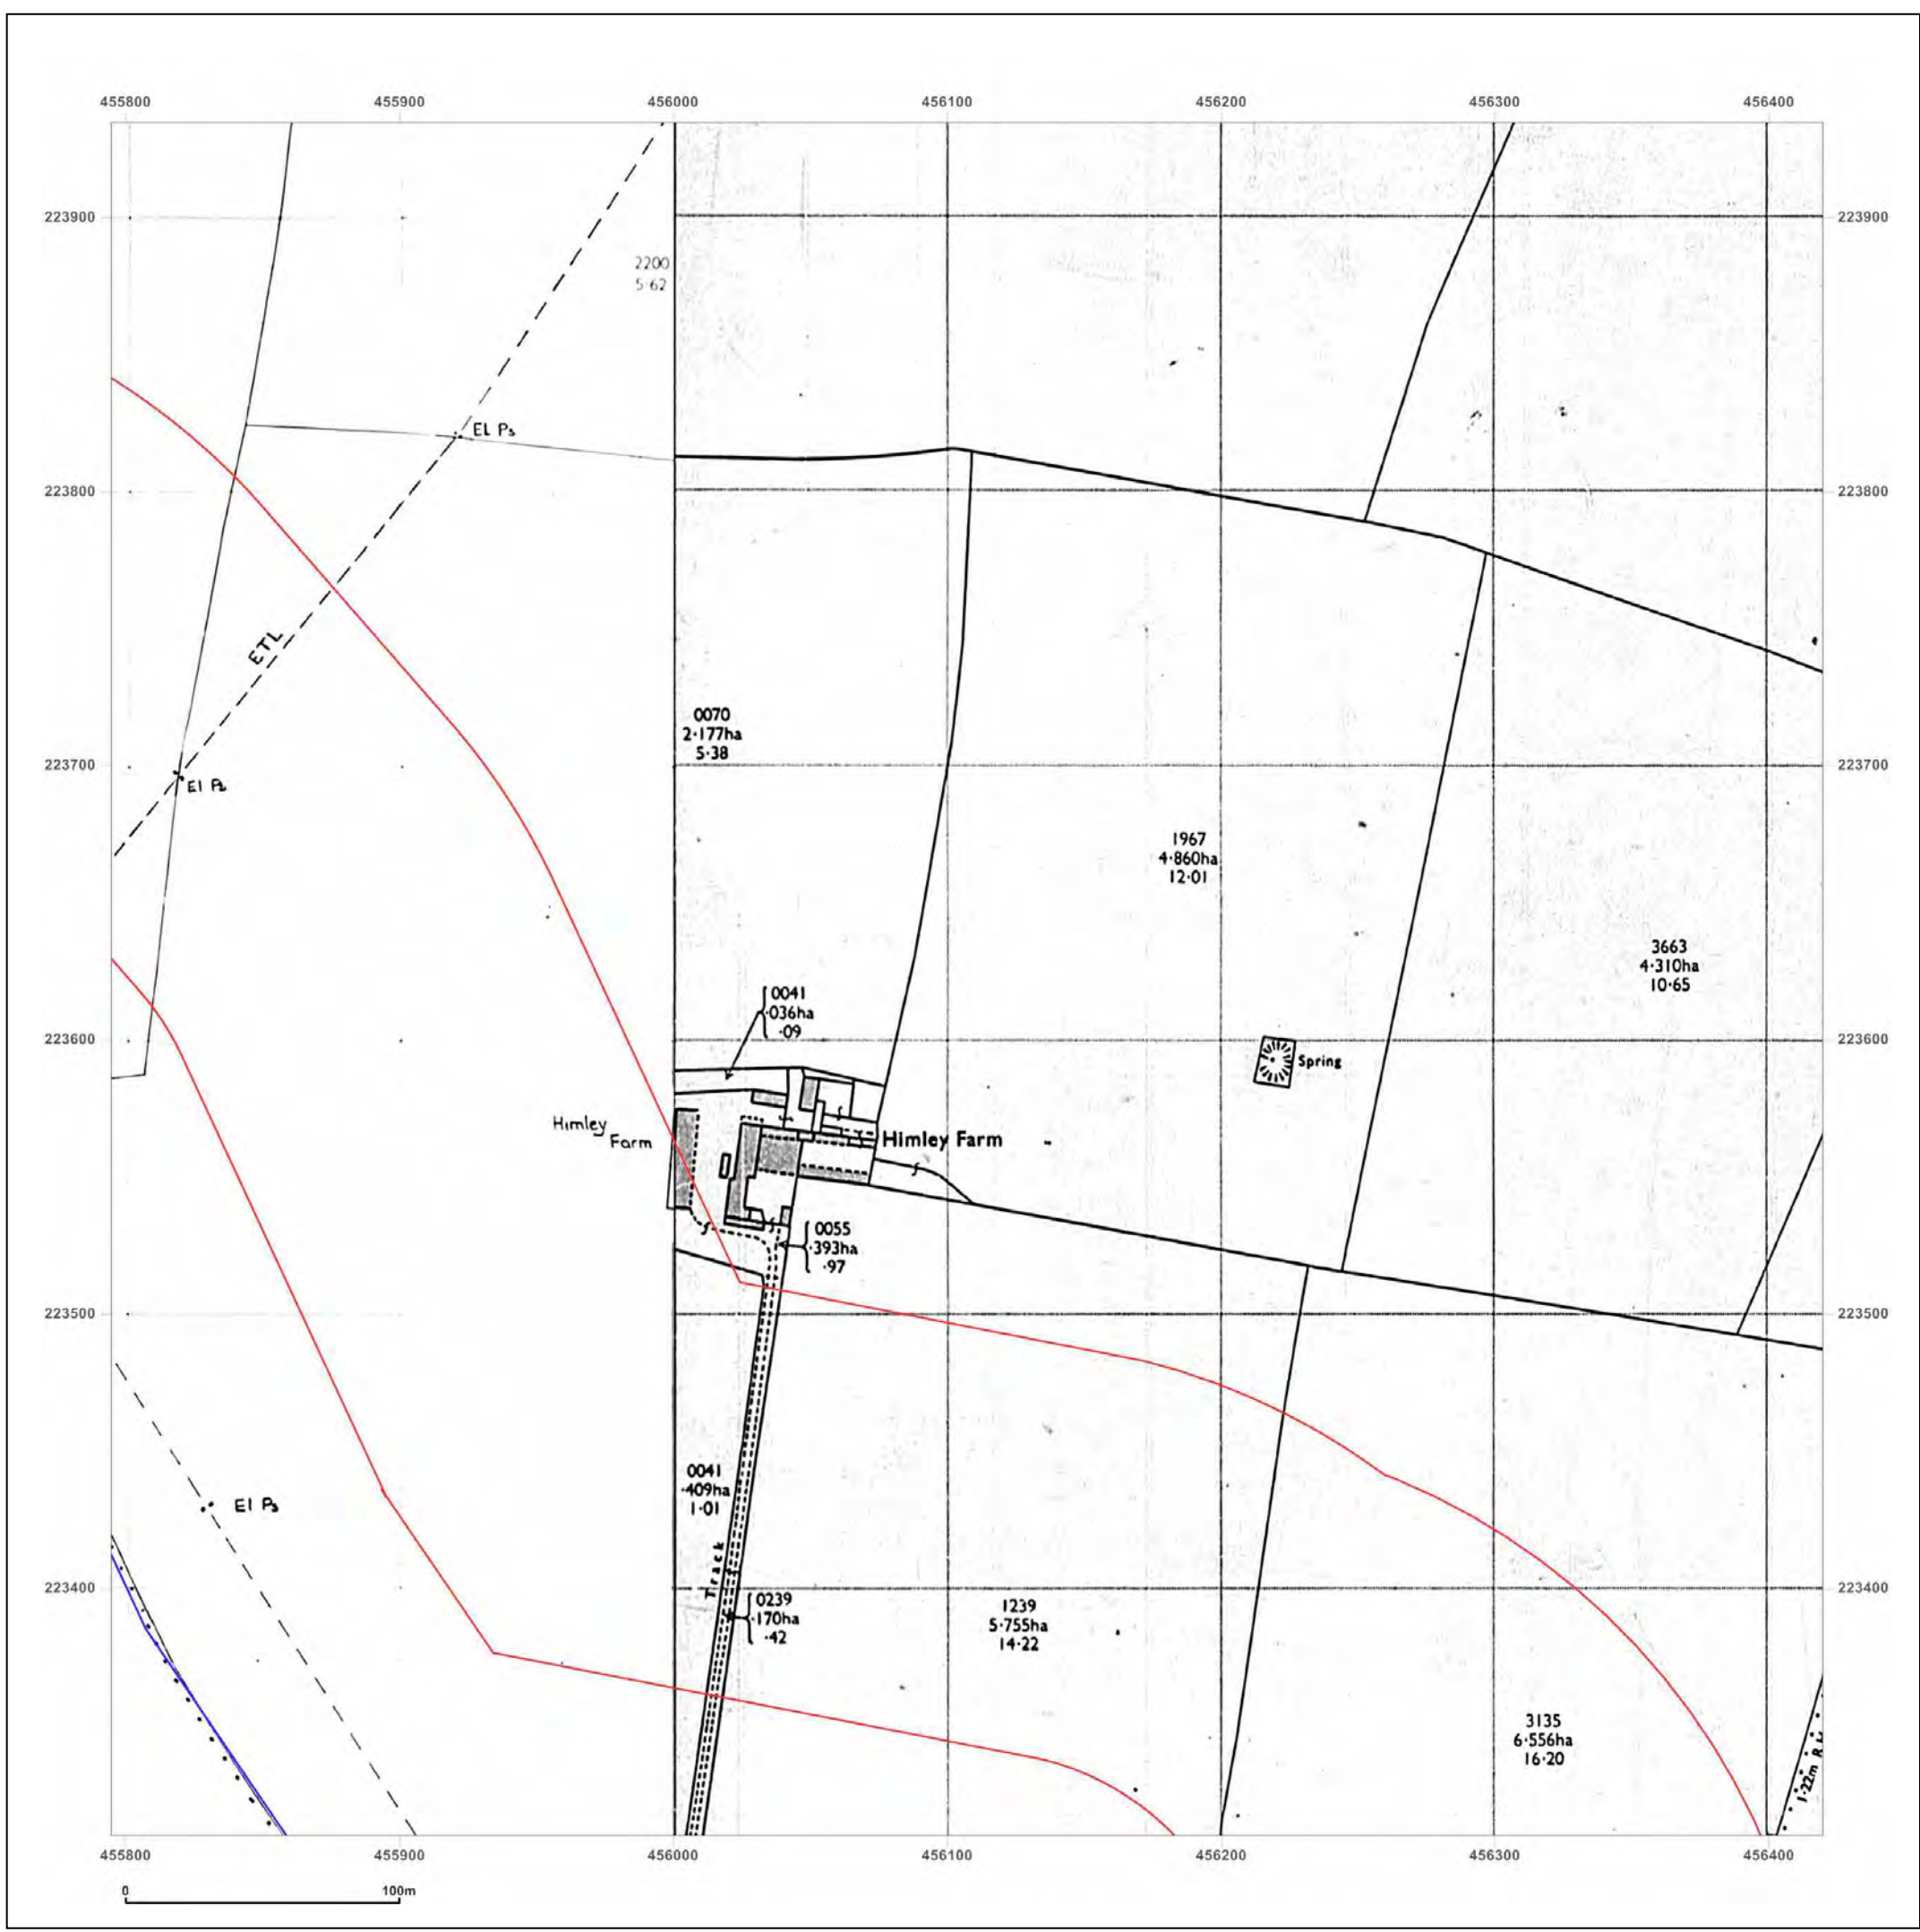 455800 455900 456000 456100 456200 456300 456400
223900 223900
2200
5·62
El Ps
223800 223800
ETL
0070
2·177ha
5·38
223700 223700
El Ps
1967
4·860ha
12·01
3663
4·310ha
10·65
0041
·036ha
·09
223600 223600
Spring
Himley
Farm
Himley Farm
0055
·393ha
·97
223500 223500
0041
·409ha
1·01
El Ps
Track
223400 223400
0239
·170ha
·42
1239
5·755ha
14·22
3135
6·556ha
16·20
1·22m R H
455800 455900 456000 456100 456200 456300 456400
0 100m